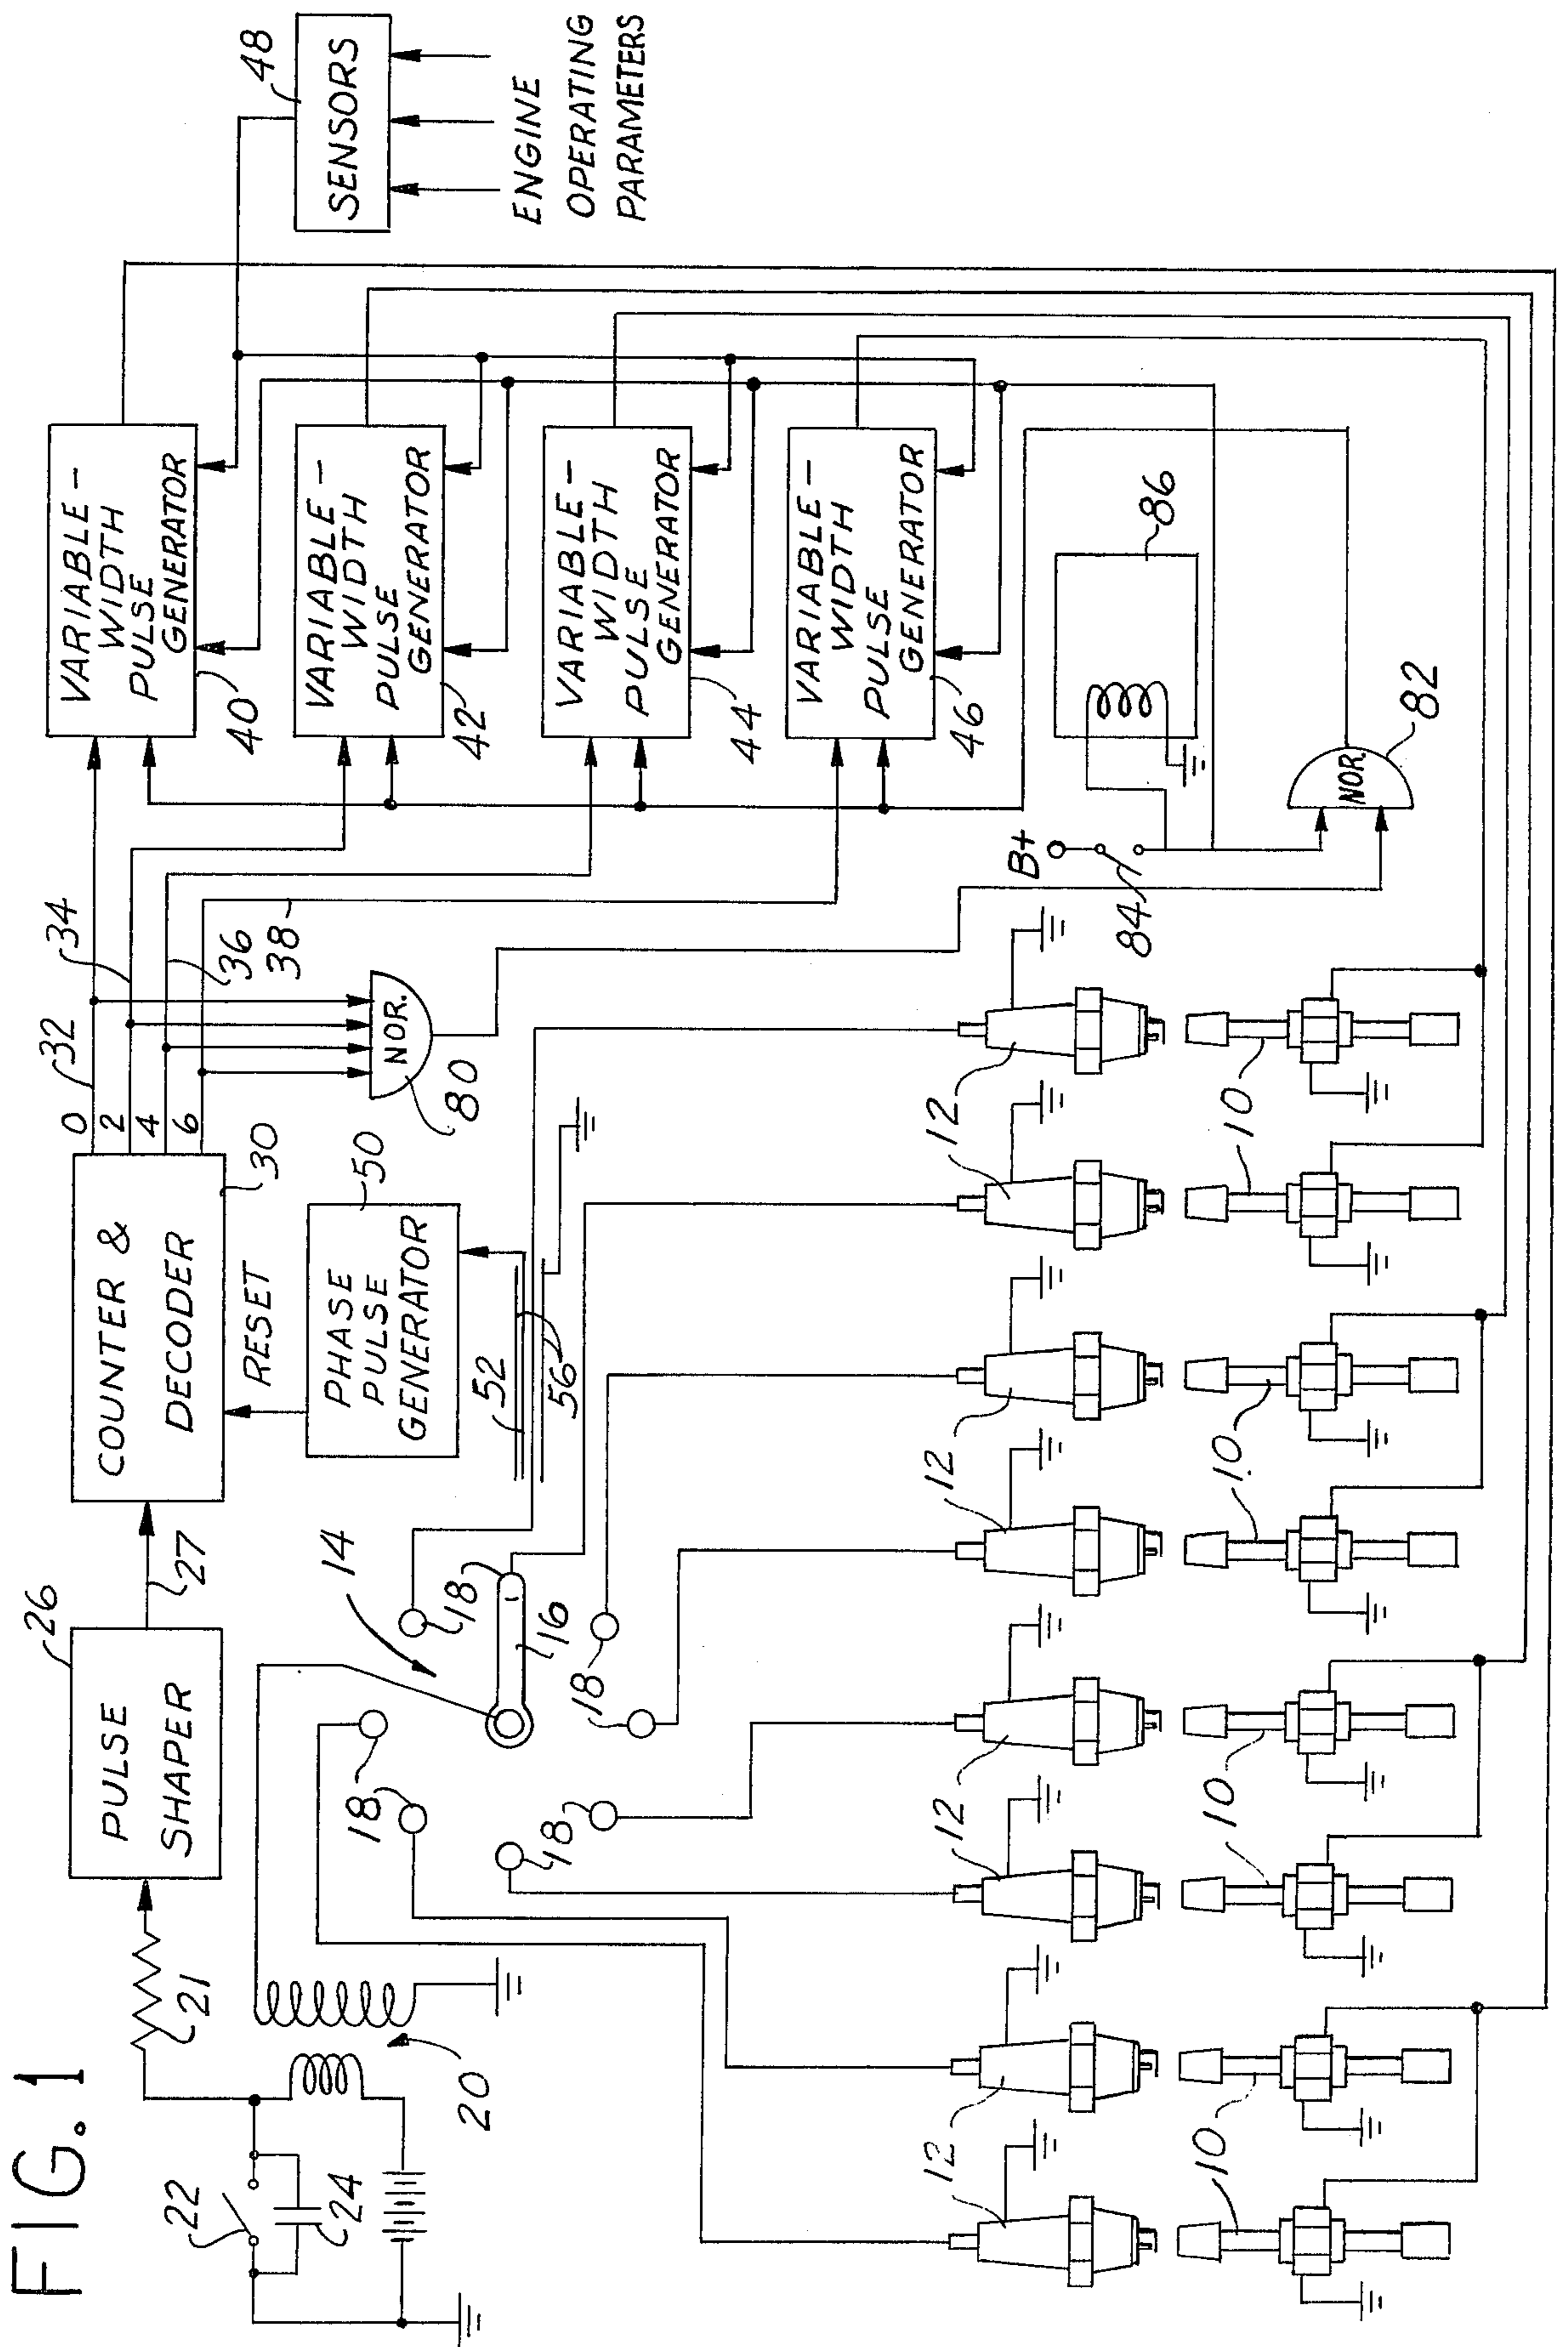 FIG. 1
22
24
20
21
26
PULSE
SHAPER
27
COUNTER &
DECODER
30
RESET
0
2
4
6
32
34
36
38
PHASE
PULSE
GENERATOR
50
52
56
NOR.
80
VARIABLE-
WIDTH
PULSE
GENERATOR
40
VARIABLE-
WIDTH
PULSE
GENERATOR
42
VARIABLE-
WIDTH
PULSE
GENERATOR
44
VARIABLE-
WIDTH
PULSE
GENERATOR
46
SENSORS
48
ENGINE
OPERATING
PARAMETERS
14
16
18
18
18
18
18
18
B+
84
86
NOR.
82
12
12
12
12
12
12
12
12
10
10
10
10
10
10
10
10